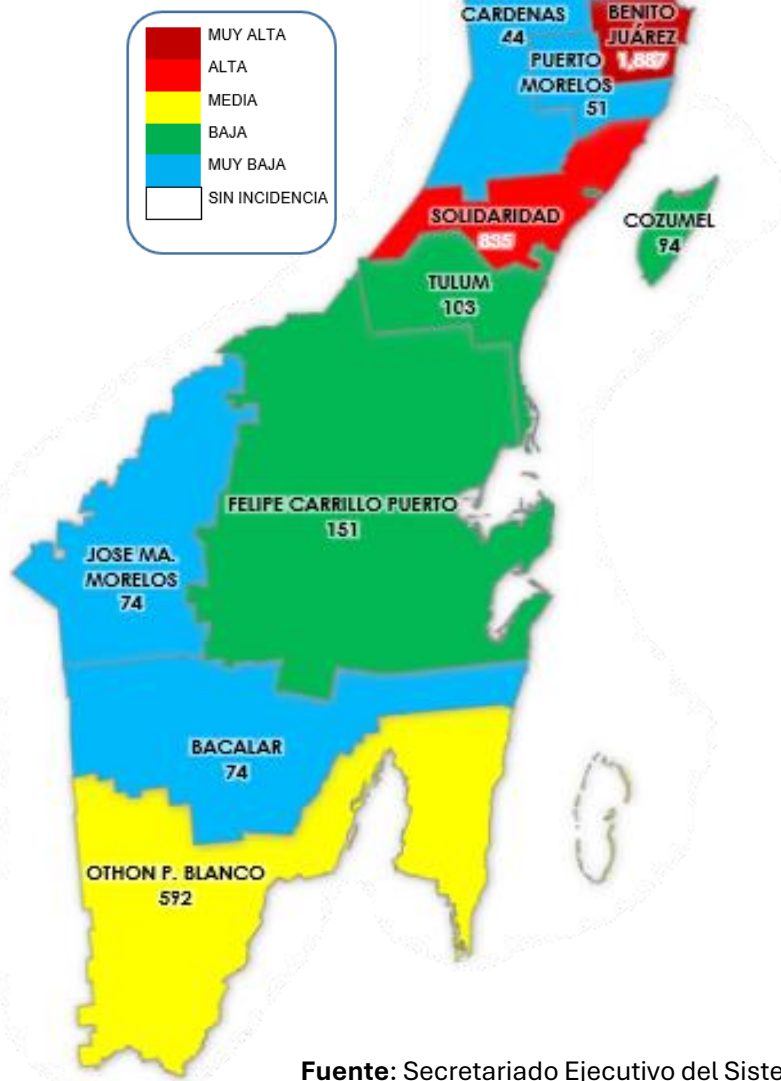 MUY ALTA
ALTA
MEDIA
BAJA
MUY BAJA
SIN INCIDENCIA
CARDENAS
44
BENITO
JUÁREZ
1,887
PUERTO
MORELOS
51
SOLIDARIDAD
835
COZUMEL
94
TULUM
103
FELIPE CARRILLO PUERTO
151
JOSE MA.
MORELOS
74
BACALAR
74
OTHON P. BLANCO
592
Fuente: Secretariado Ejecutivo del Siste